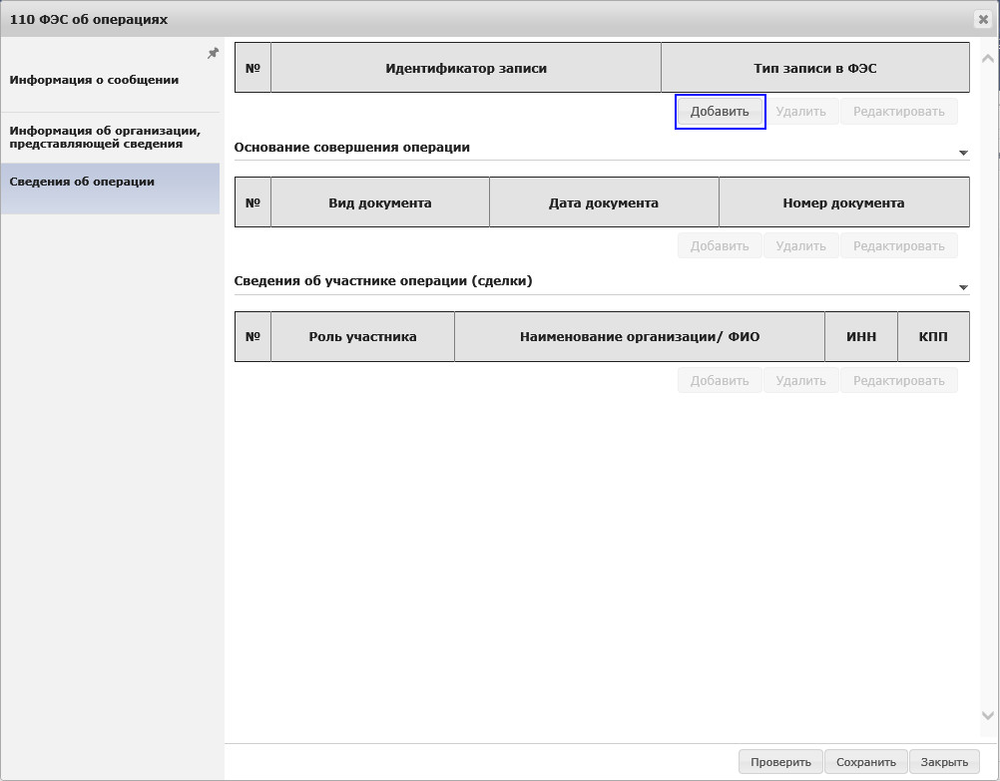 110 ФЭС об операциях
Информация о сообщении
Информация об организации,
представляющей сведения
Сведения об операции
№ Идентификатор записи Тип записи в ФЭС
Добавить Удалить Редактировать
Основание совершения операции
№ Вид документа Дата документа Номер документа
Добавить Удалить Редактировать
Сведения об участнике операции (сделки)
№ Роль участника Наименование организации/ ФИО ИНН КПП
Добавить Удалить Редактировать
Проверить Сохранить Закрыть